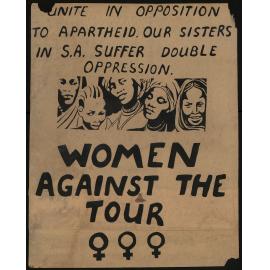 UNITE IN OPPOSITION
TO APARTHEID. OUR SISTERS
IN S.A. SUFFER DOUBLE
OPPRESSION.
WOMEN
AGAINST THE
TOUR